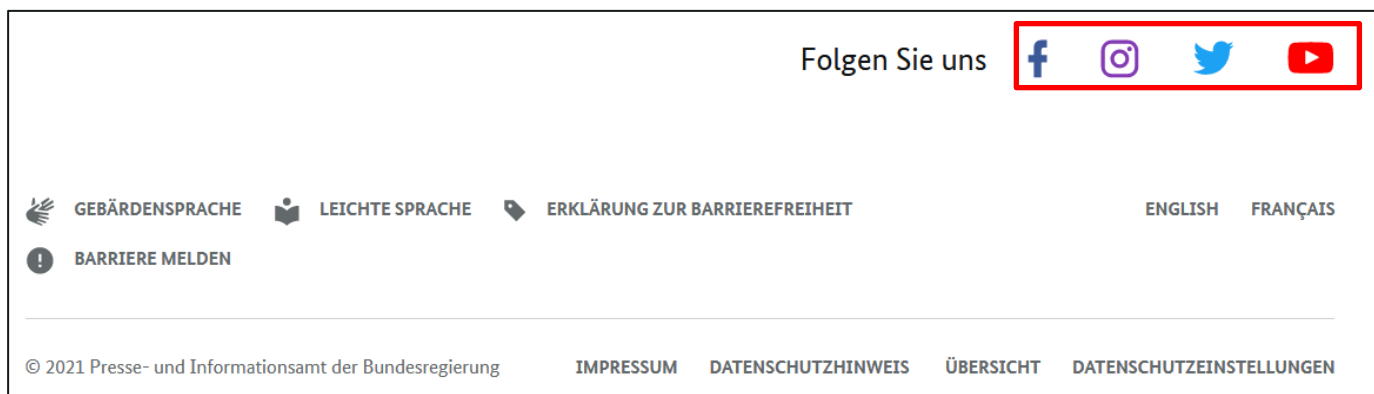 Folgen Sie uns
GEBÄRDENSPRACHE LEICHTE SPRACHE ERKLÄRUNG ZUR BARRIEREFREIHEIT ENGLISH FRANÇAIS
BARRIERE MELDEN
© 2021 Presse- und Informationsamt der Bundesregierung IMPRESSUM DATENSCHUTZHINWEIS ÜBERSICHT DATENSCHUTZEINSTELLUNGEN